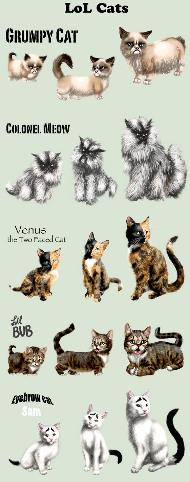 LoL Cats
GRUMPY CAT
COLONEL MEOW
Venus
the Two Faced Cat
Lil
BUB
Eyebrow cat
Sam